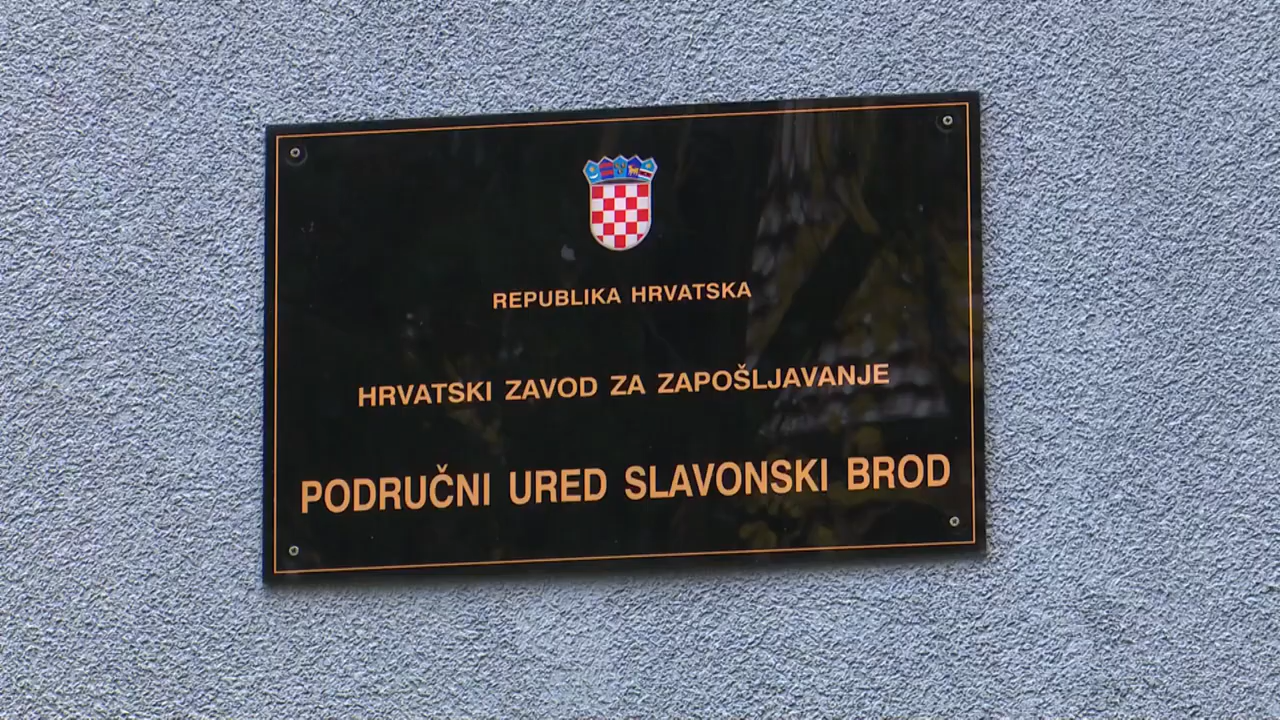 REPUBLIKA HRVATSKA
HRVATSKI ZAVOD ZA ZAPOŠLJAVANJE
PODRUČNI URED SLAVONSKI BROD